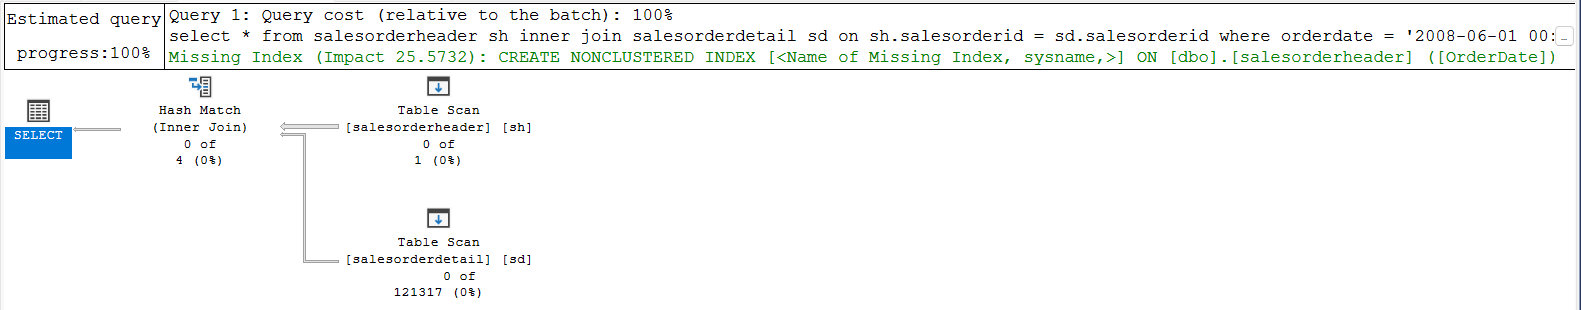 Estimated query
progress:100%
Query 1: Query cost (relative to the batch): 100%
select * from salesorderheader sh inner join salesorderdetail sd on sh.salesorderid = sd.salesorderid where orderdate = '2008-06-01 00:
...
Missing Index (Impact 25.5732): CREATE NONCLUSTERED INDEX [<Name of Missing Index, sysname,>] ON [dbo].[salesorderheader] ([OrderDate])
SELECT
Hash Match
(Inner Join)
0 of
4 (0%)
Table Scan
[salesorderheader] [sh]
0 of
1 (0%)
Table Scan
[salesorderdetail] [sd]
0 of
121317 (0%)